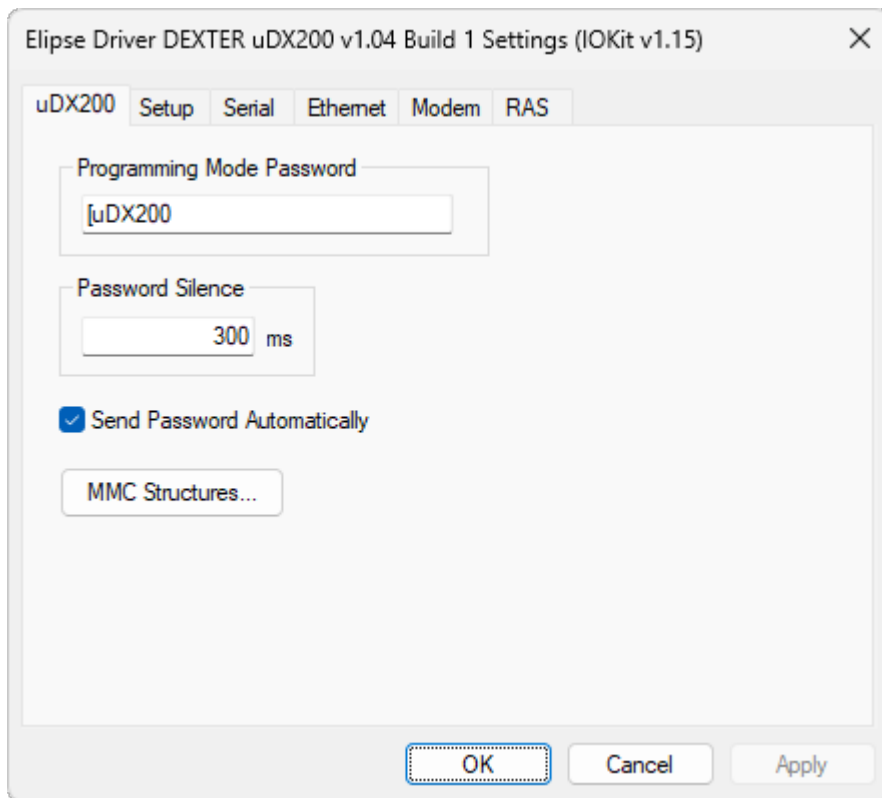 Elipse Driver DEXTER uDX200 v1.04 Build 1 Settings (IOKit v1.15)
uDX200 Setup Serial Ethernet Modem RAS
Programming Mode Password
[uDX200
Password Silence
300 ms
Send Password Automatically
MMC Structures...
OK Cancel Apply